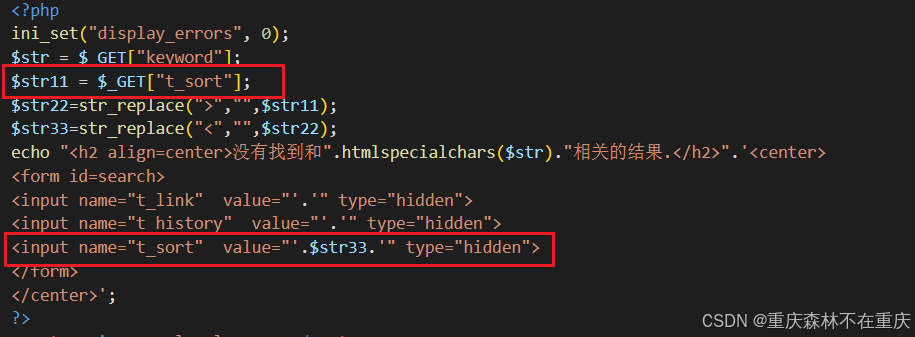 <?php
ini_set("display_errors", 0);
$str = $_GET["keyword"];
$str11 = $_GET["t_sort"];
$str22=str_replace(">","",$str11);
$str33=str_replace("<","",$str22);
echo "<h2 align=center>没有找到和".htmlspecialchars($str)."相关的结果.</h2>".'<center>
<form id=search>
<input name="t_link"  value="'.'" type="hidden">
<input name="t_history"  value="'.'" type="hidden">
<input name="t_sort"  value="'.$str33.'" type="hidden">
</form>
</center>';
?>
CSDN @重庆森林不在重庆